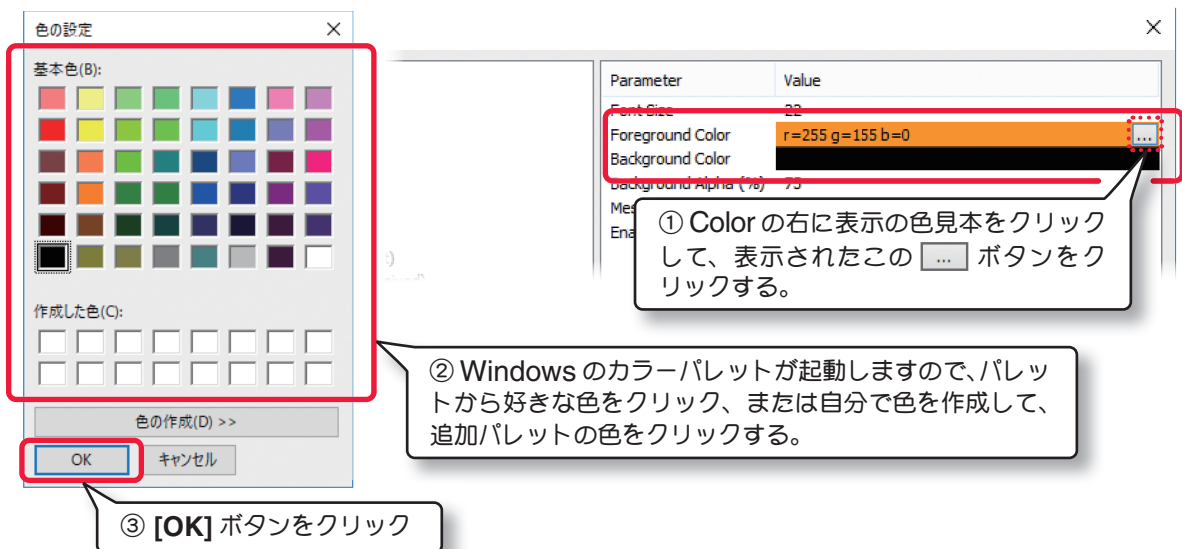 色の設定
基本色(B):
作成した色(C):
色の作成(D) >>
OK
キャンセル
Parameter Value
Font Size 22
Foreground Color r=255 g=155 b=0 ...
Background Color
Background Alpha (%) 75
Mes
Ena
① Color の右に表示の色見本をクリック
して、表示されたこの ... ボタンをク
リックする。
② Windows のカラーパレットが起動しますので、パレッ
トから好きな色をクリック、または自分で色を作成して、
追加パレットの色をクリックする。
③ [OK] ボタンをクリック